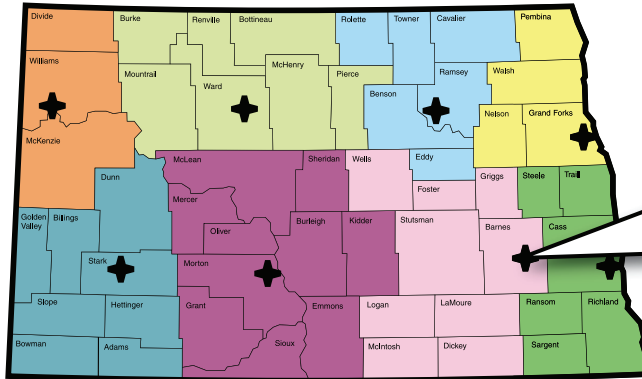 Divide
Burke
Renville
Bottineau
Rolette
Towner
Cavalier
Pembina
Williams
Mountrail
Ward
McHenry
Pierce
Benson
Ramsey
Walsh
Nelson
Grand Forks
McKenzie
Dunn
McLean
Sheridan
Wells
Eddy
Foster
Griggs
Steele
Traill
Golden
Valley
Billings
Mercer
Oliver
Burleigh
Kidder
Stutsman
Barnes
Cass
Stark
Morton
Slope
Hettinger
Grant
Emmons
Logan
LaMoure
Ransom
Richland
Bowman
Adams
Sioux
McIntosh
Dickey
Sargent